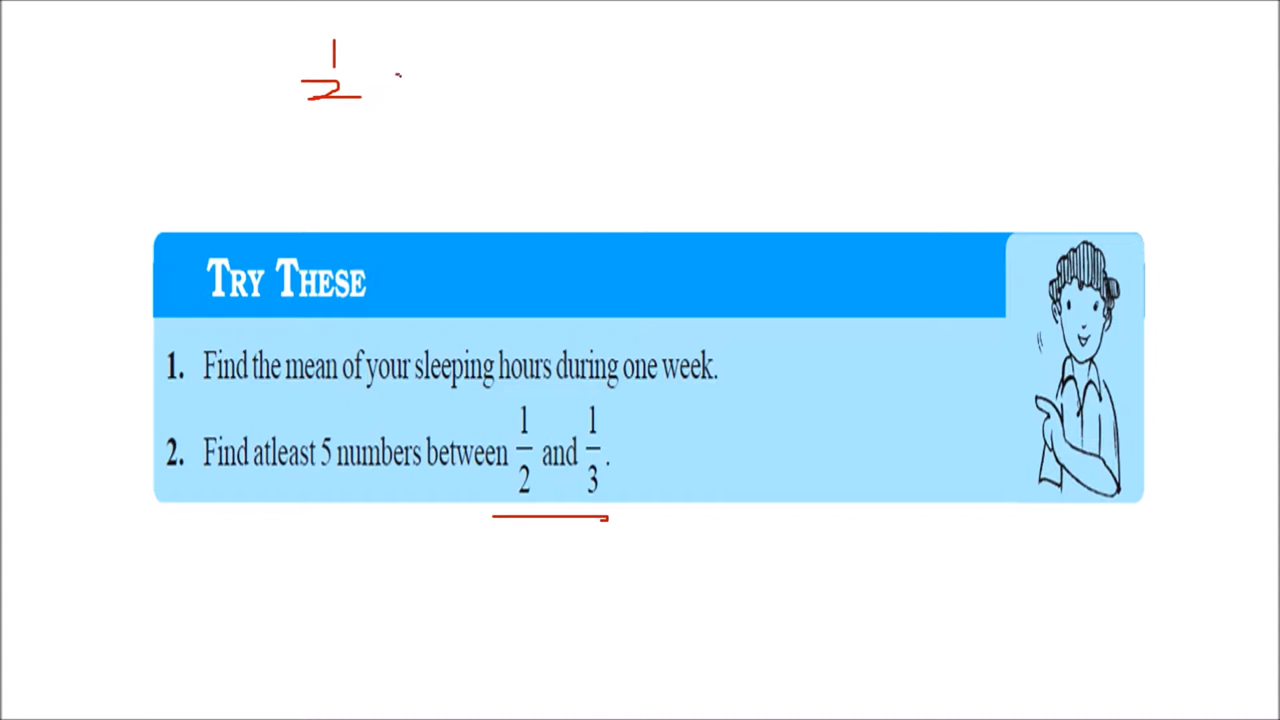 1/2
TRY THESE
1. Find the mean of your sleeping hours during one week.
2. Find atleast 5 numbers between 1/2 and 1/3.